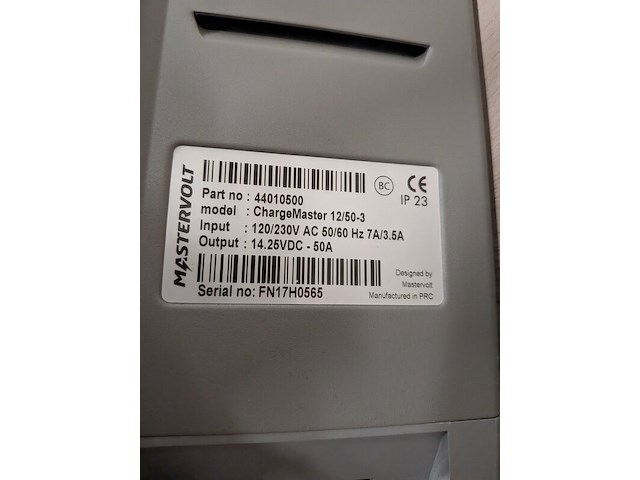 MASTERVOLT
BC CE
IP 23
Part no : 44010500
model : ChargeMaster 12/50-3
Input : 120/230V AC 50/60 Hz 7A/3.5A
Output : 14.25VDC - 50A
Serial no: FN17H0565
Designed by
Mastervolt
Manufactured in PRC